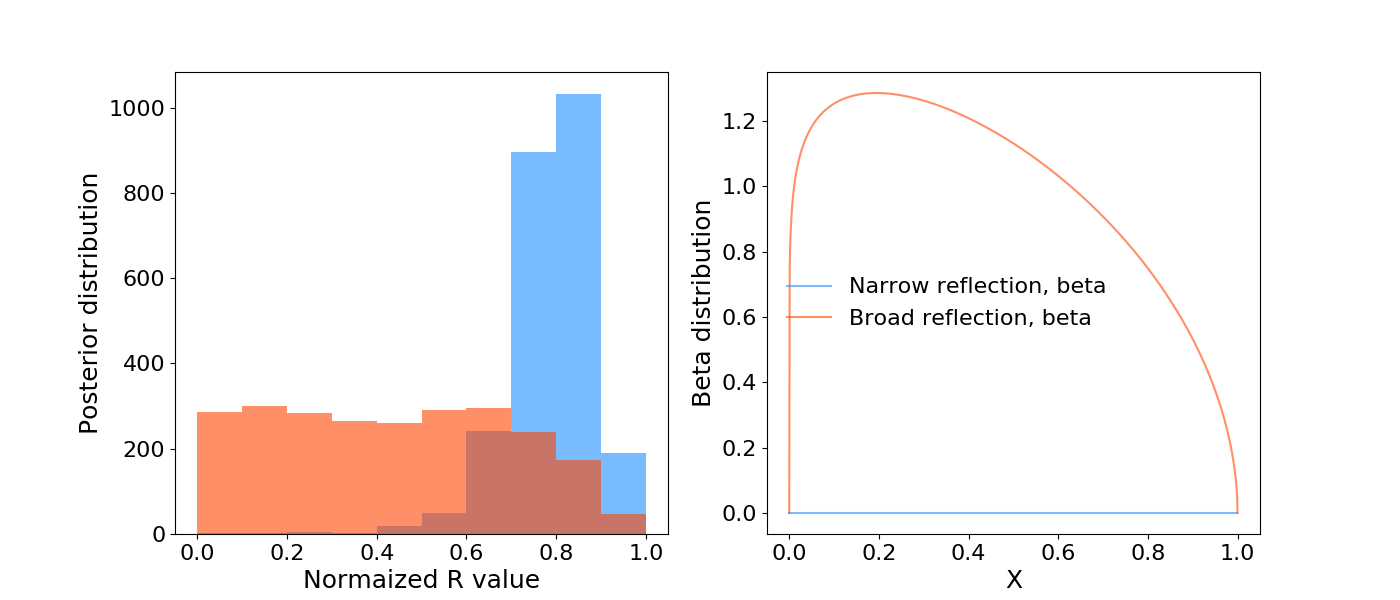 Posterior distribution
1000
800
600
400
200
0
0.0 0.2 0.4 0.6 0.8 1.0
Normaized R value
Beta distribution
1.2
1.0
0.8
0.6
0.4
0.2
0.0
Narrow reflection, beta
Broad reflection, beta
0.0 0.2 0.4 0.6 0.8 1.0
X